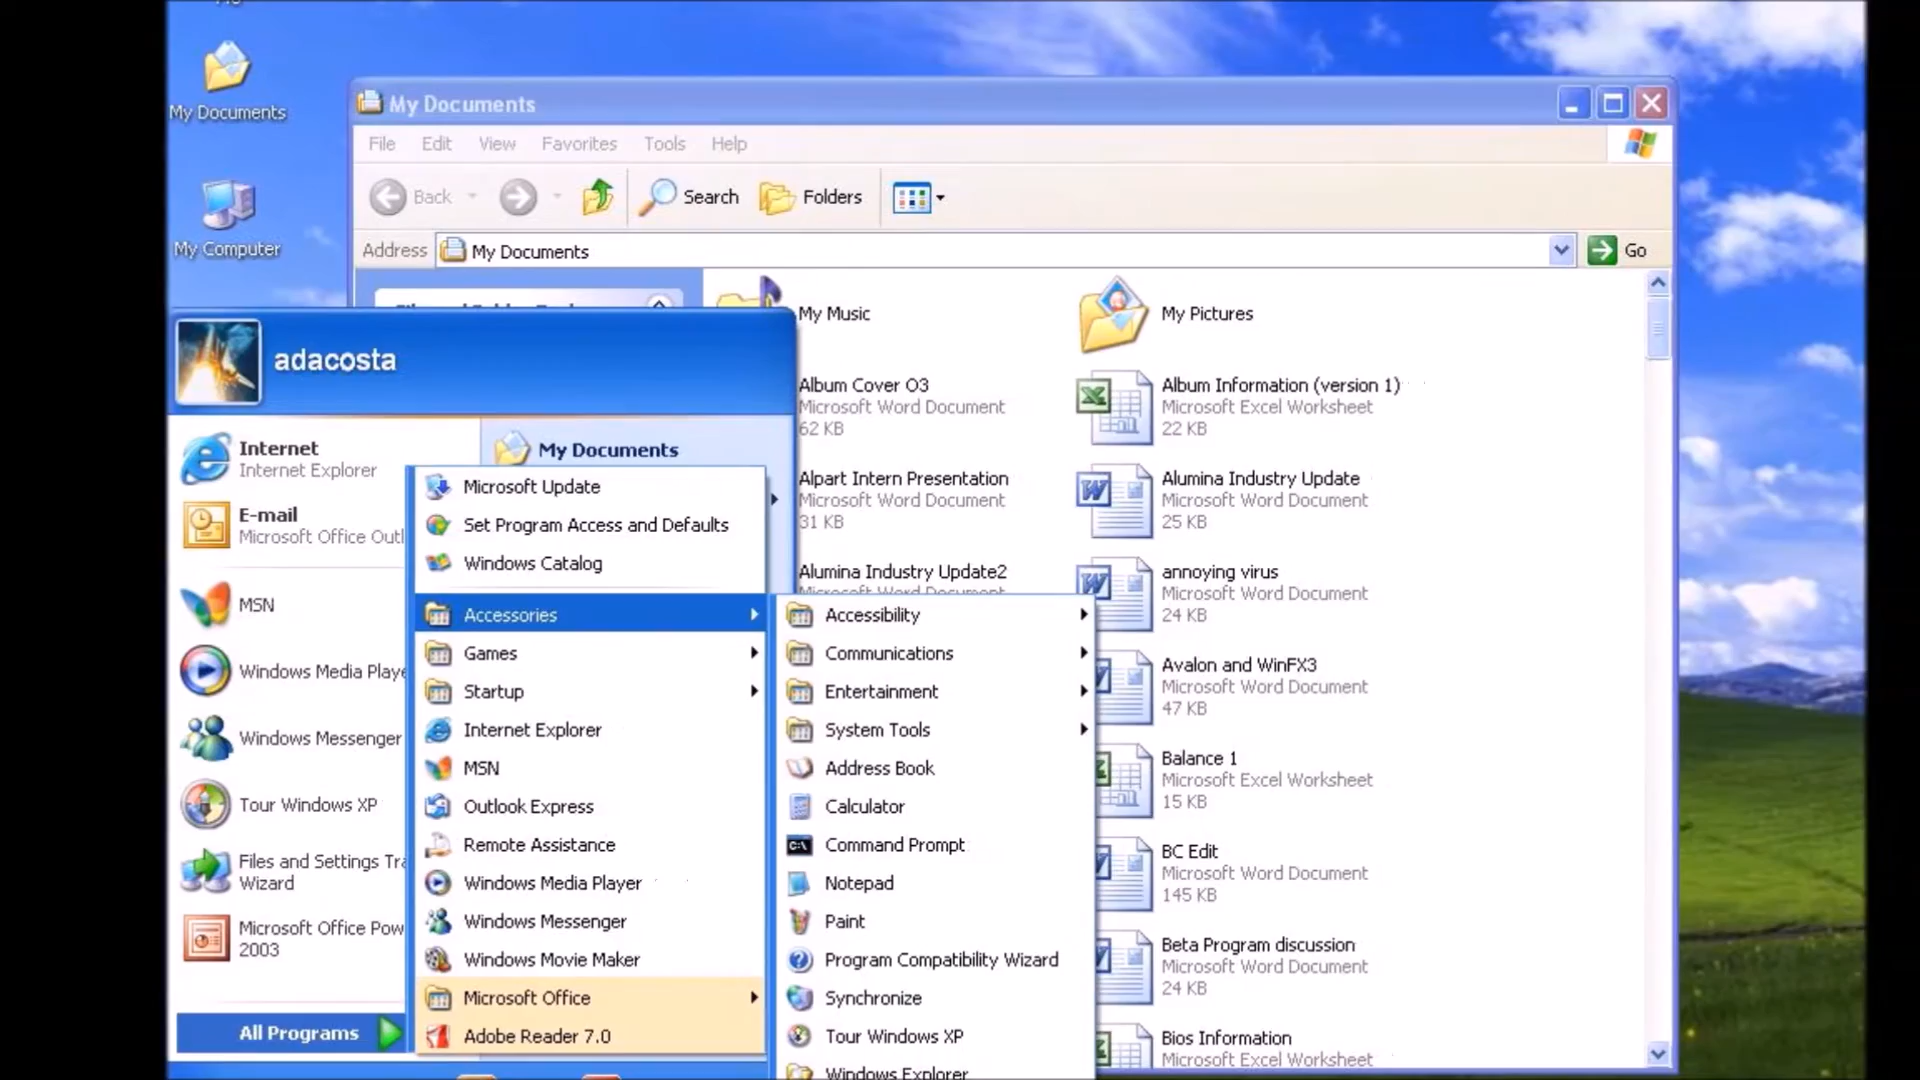 My Documents
My Computer
My Documents
File Edit View Favorites Tools Help
Back Search Folders
Address My Documents Go
My Music
My Pictures
Album Cover O3
Microsoft Word Document
62 KB
Album Information (version 1)
Microsoft Excel Worksheet
22 KB
Alpart Intern Presentation
Microsoft Word Document
31 KB
Alumina Industry Update
Microsoft Word Document
25 KB
Alumina Industry Update2
Microsoft Word Document
annoying virus
Microsoft Word Document
24 KB
Avalon and WinFX3
Microsoft Word Document
47 KB
Balance 1
Microsoft Excel Worksheet
15 KB
BC Edit
Microsoft Word Document
145 KB
Beta Program discussion
Microsoft Word Document
24 KB
Bios Information
Microsoft Excel Worksheet
adacosta
Internet
Internet Explorer
E-mail
Microsoft Office Outl
MSN
Windows Media Playe
Windows Messenger
Tour Windows XP
Files and Settings Tra
Wizard
Microsoft Office Pow
2003
All Programs
My Documents
Microsoft Update
Set Program Access and Defaults
Windows Catalog
Accessories
Games
Startup
Internet Explorer
MSN
Outlook Express
Remote Assistance
Windows Media Player
Windows Messenger
Windows Movie Maker
Microsoft Office
Adobe Reader 7.0
Accessibility
Communications
Entertainment
System Tools
Address Book
Calculator
Command Prompt
Notepad
Paint
Program Compatibility Wizard
Synchronize
Tour Windows XP
Windows Explorer